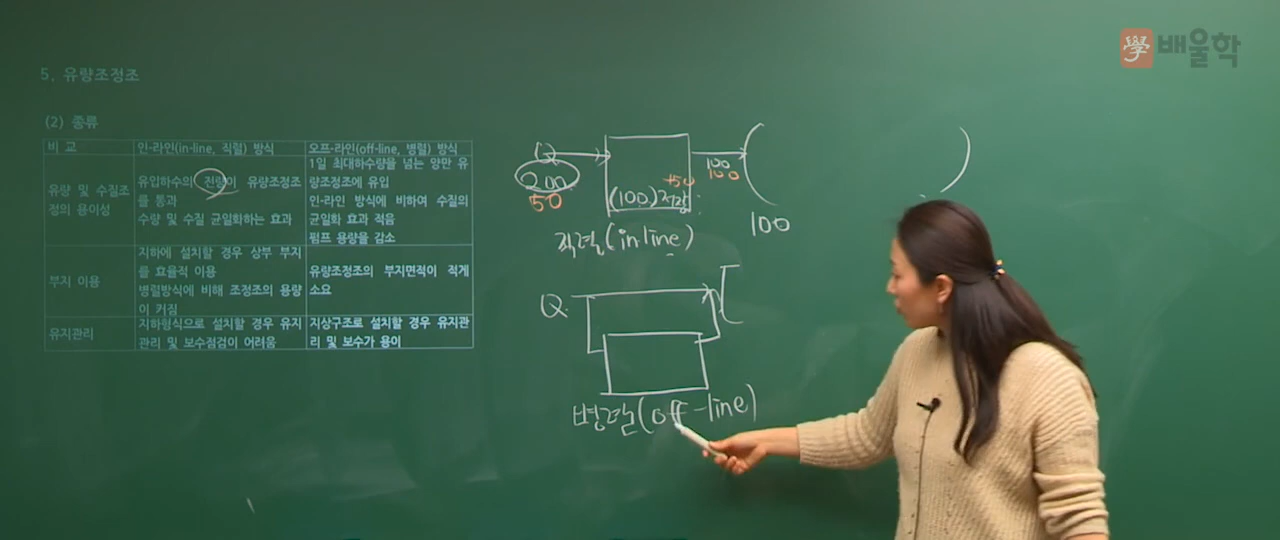 學 배울학
5. 유량조정조
(2) 종류
비 교
인-라인(in-line, 직렬) 방식
오프-라인(off-line, 병렬) 방식
유량 및 수질조
정의 용이성
유입하수의 전량이 유량조정조
를 통과
수량 및 수질 균일화하는 효과
1일 최대하수량을 넘는 양만 유
량조정조에 유입
인-라인 방식에 비하여 수질의
균일화 효과 적음
펌프 용량을 감소
부지 이용
지하에 설치할 경우 상부 부지
를 효율적 이용
병렬방식에 비해 조정조의 용량
이 커짐
유량조정조의 부지면적이 적게
소요
유지관리
지하형식으로 설치할 경우 유지
관리 및 보수점검이 어려움
지상구조로 설치할 경우 유지관
리 및 보수가 용이
Q
200
50
+50
(100)저장
100
100
100
직렬(in-line)
Q
병렬(off-line)